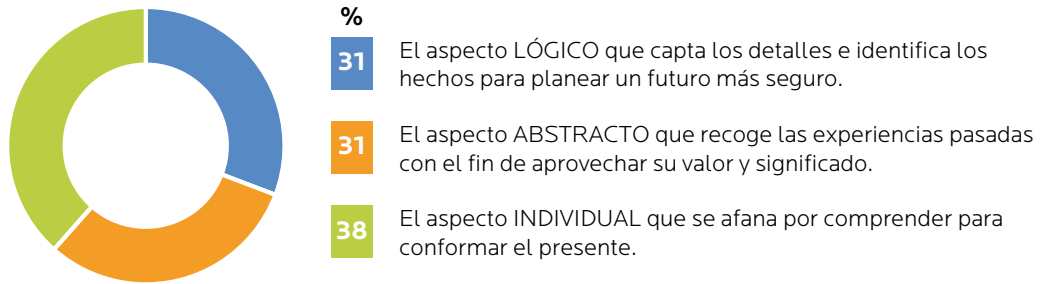 %
31
El aspecto LÓGICO que capta los detalles e identifica los
hechos para planear un futuro más seguro.
31
El aspecto ABSTRACTO que recoge las experiencias pasadas
con el fin de aprovechar su valor y significado.
38
El aspecto INDIVIDUAL que se afana por comprender para
conformar el presente.